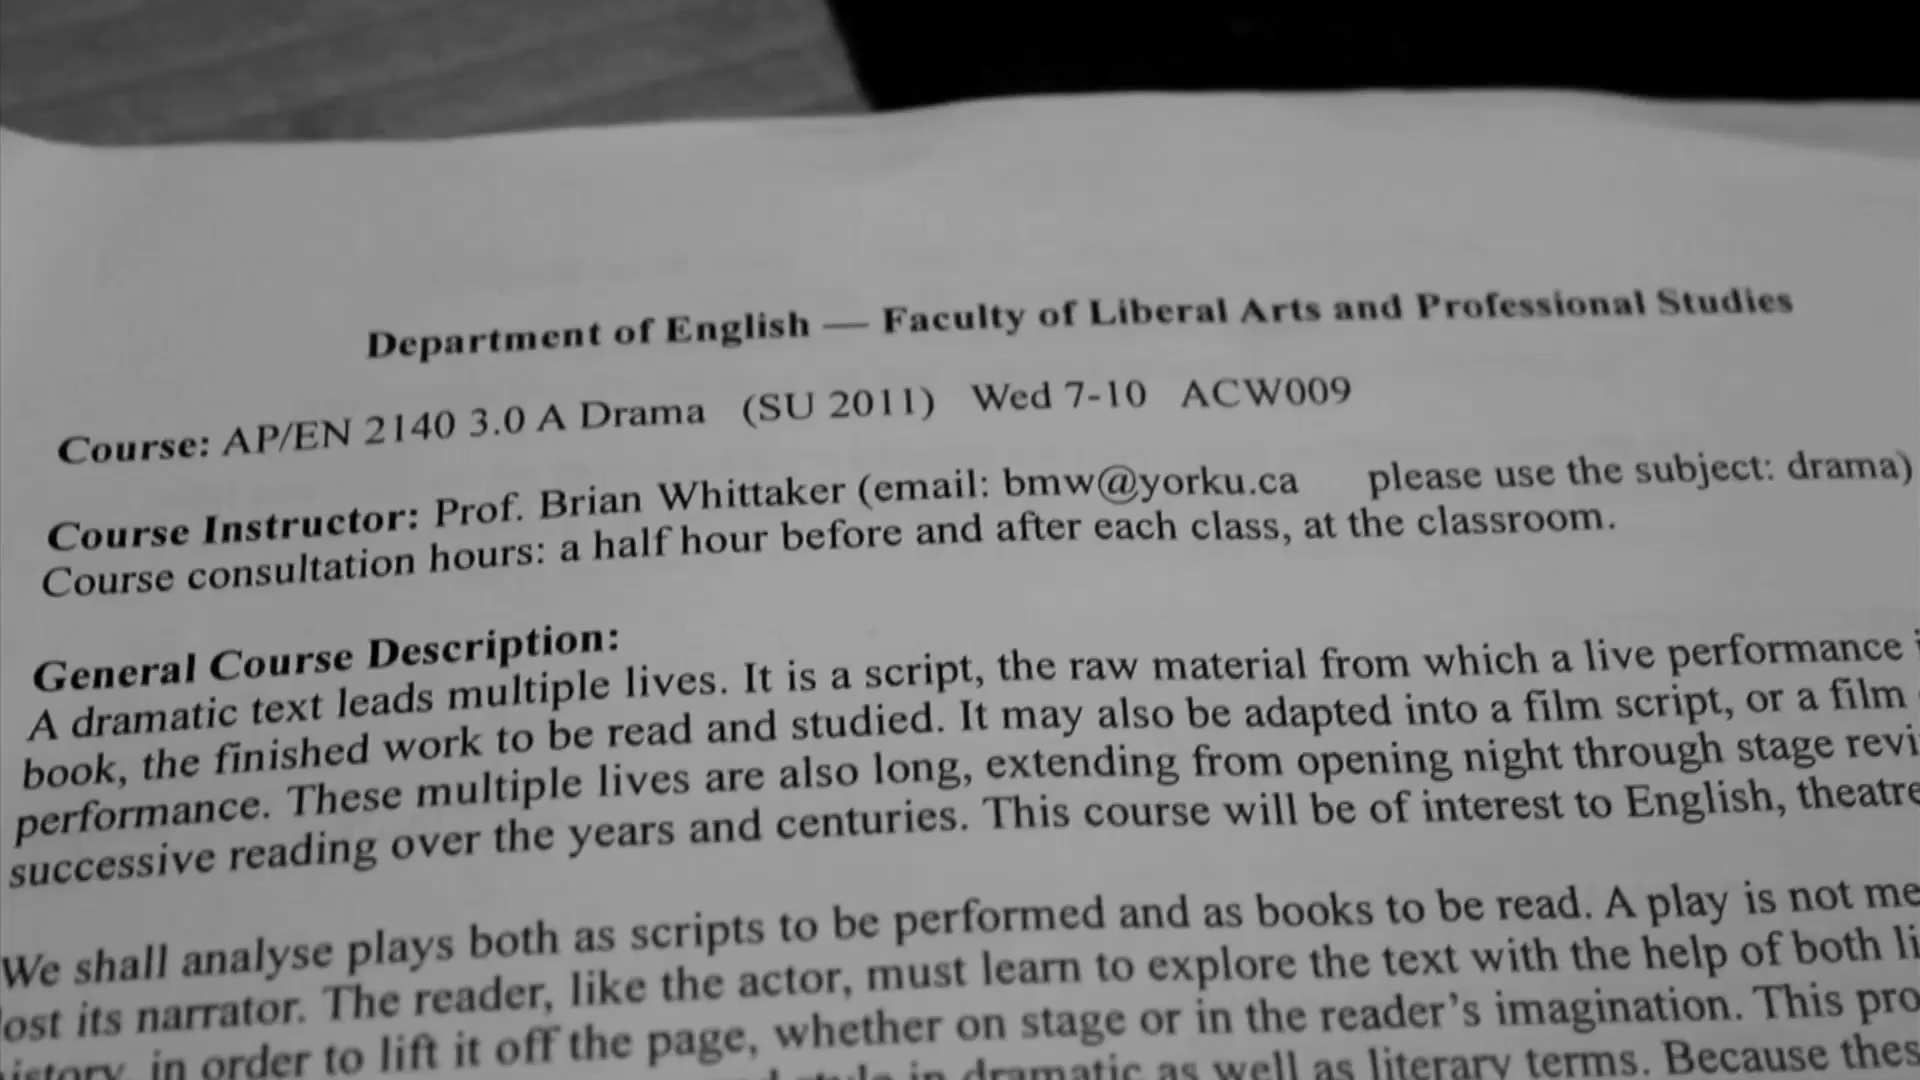 Department of English — Faculty of Liberal Arts and Professional Studies
Course: AP/EN 2140 3.0 A Drama (SU 2011) Wed 7-10 ACW009
Course Instructor: Prof. Brian Whittaker (email: bmw@yorku.ca please use the subject: drama)
Course consultation hours: a half hour before and after each class, at the classroom.
General Course Description:
A dramatic text leads multiple lives. It is a script, the raw material from which a live performance
book, the finished work to be read and studied. It may also be adapted into a film script, or a film
performance. These multiple lives are also long, extending from opening night through stage revi
successive reading over the years and centuries. This course will be of interest to English, theatre
We shall analyse plays both as scripts to be performed and as books to be read. A play is not me
lost its narrator. The reader, like the actor, must learn to explore the text with the help of both li
istory, in order to lift it off the page, whether on stage or in the reader's imagination. This pro
style in dramatic as well as literary terms. Because thes